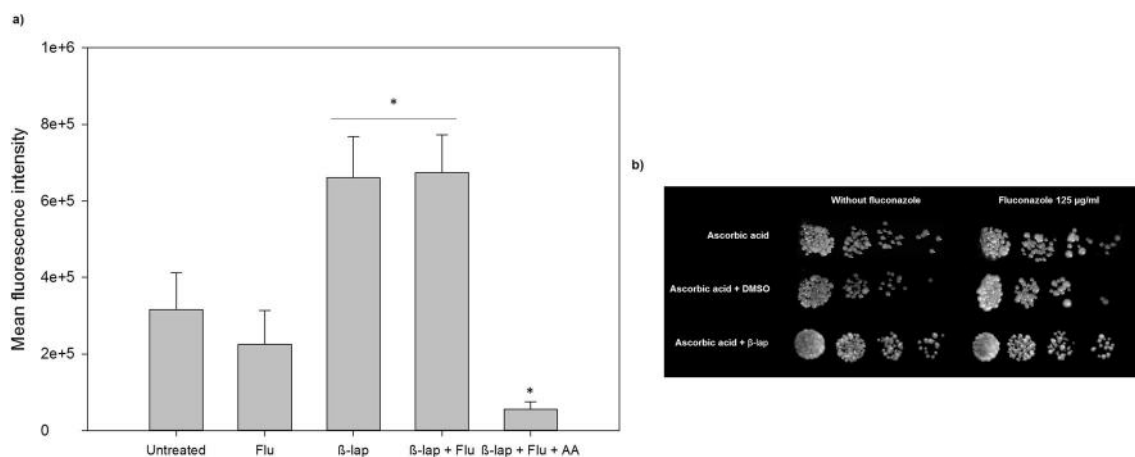 a)
1e+6
8e+5
6e+5
4e+5
2e+5
0
Mean fluorescence intensity
*
*
Untreated Flu ß-lap ß-lap + Flu ß-lap + Flu + AA
b)
Without fluconazole Fluconazole 125 µg/ml
Ascorbic acid
Ascorbic acid + DMSO
Ascorbic acid + β-lap